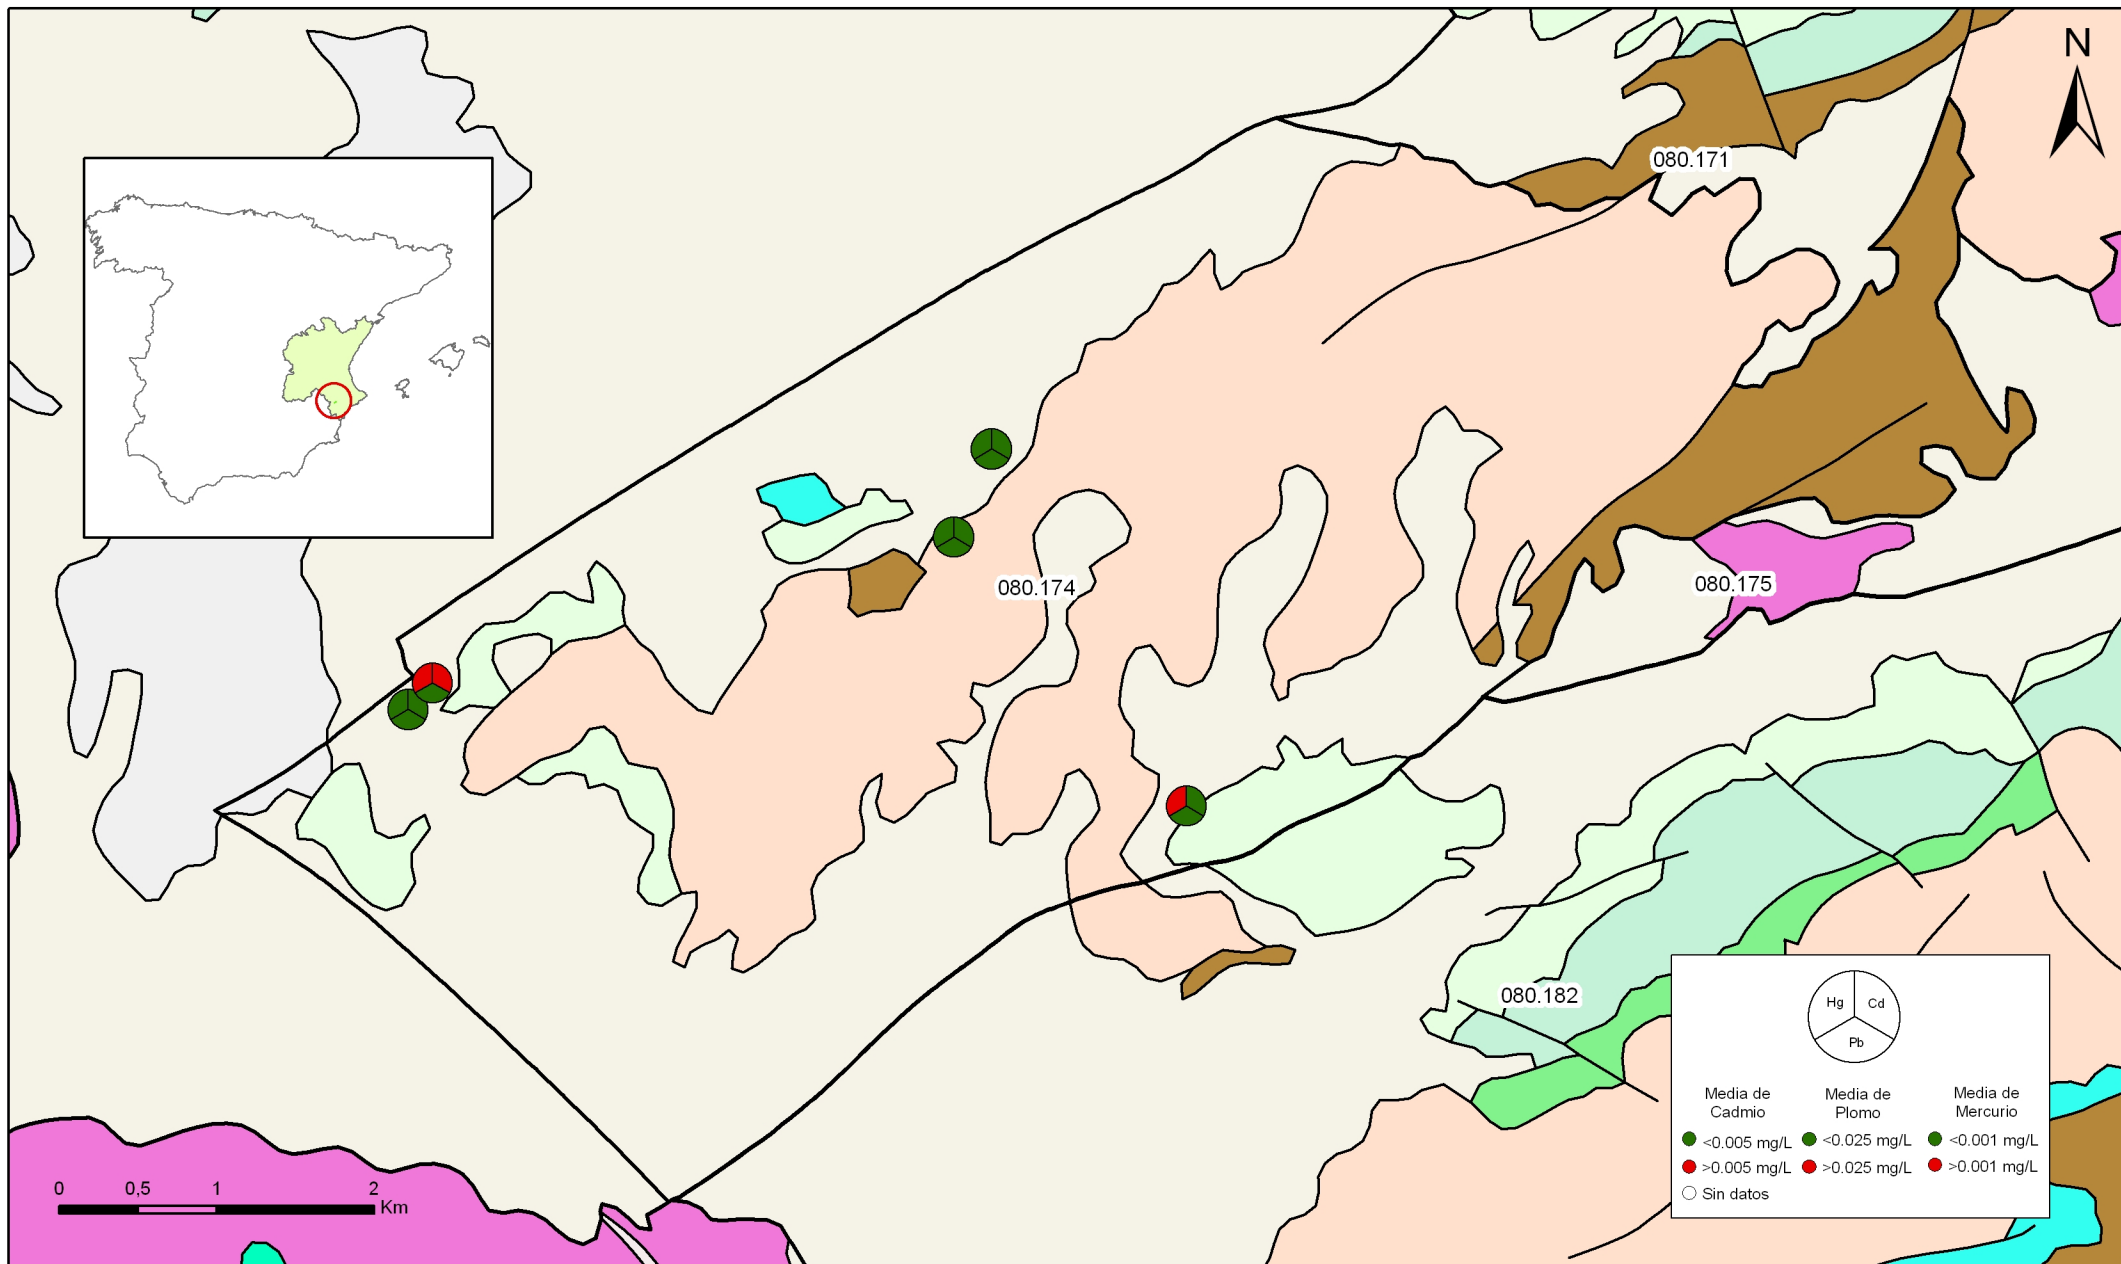 N
080.171
080.174
080.175
080.182
Hg
Cd
Pb
Media de
Cadmio
<0.005 mg/L
>0.005 mg/L
Sin datos
Media de
Plomo
<0.025 mg/L
>0.025 mg/L
Media de
Mercurio
<0.001 mg/L
>0.001 mg/L
0 0,5 1 2
Km